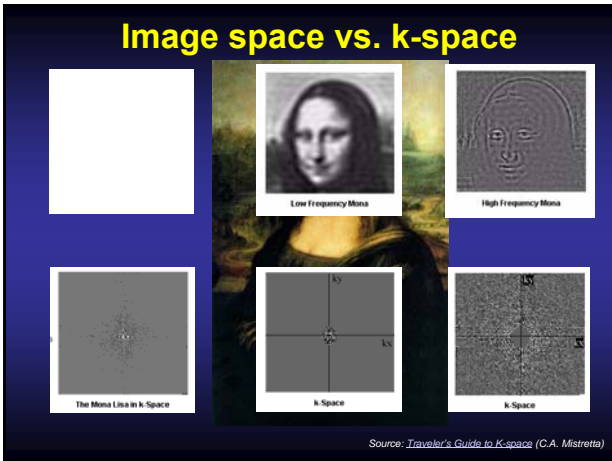 Image space vs. k-space
Low Frequency Mona
High Frequency Mona
ky
kx
The Mona Lisa in k-Space
k-Space
k-Space
Source: Traveler's Guide to K-space (C.A. Mistretta)